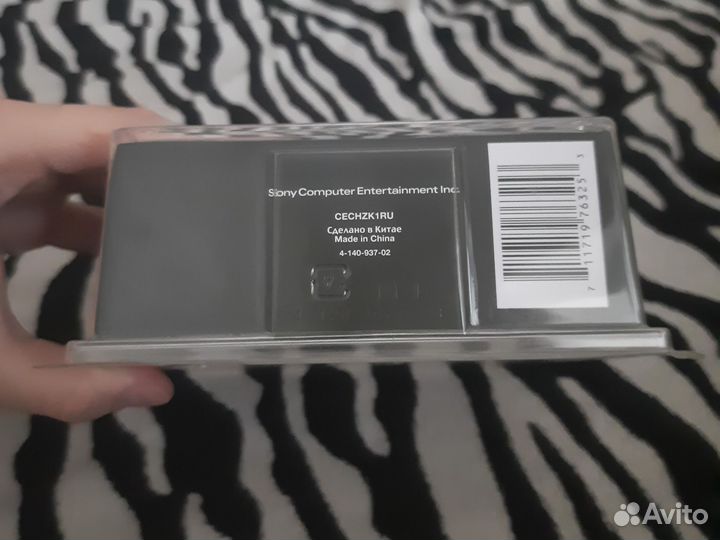 Sony Computer Entertainment Inc.
CECHZK1RU
Сделано в Китае
Made in China
4-140-937-02
7 11719 76325 3
Avito